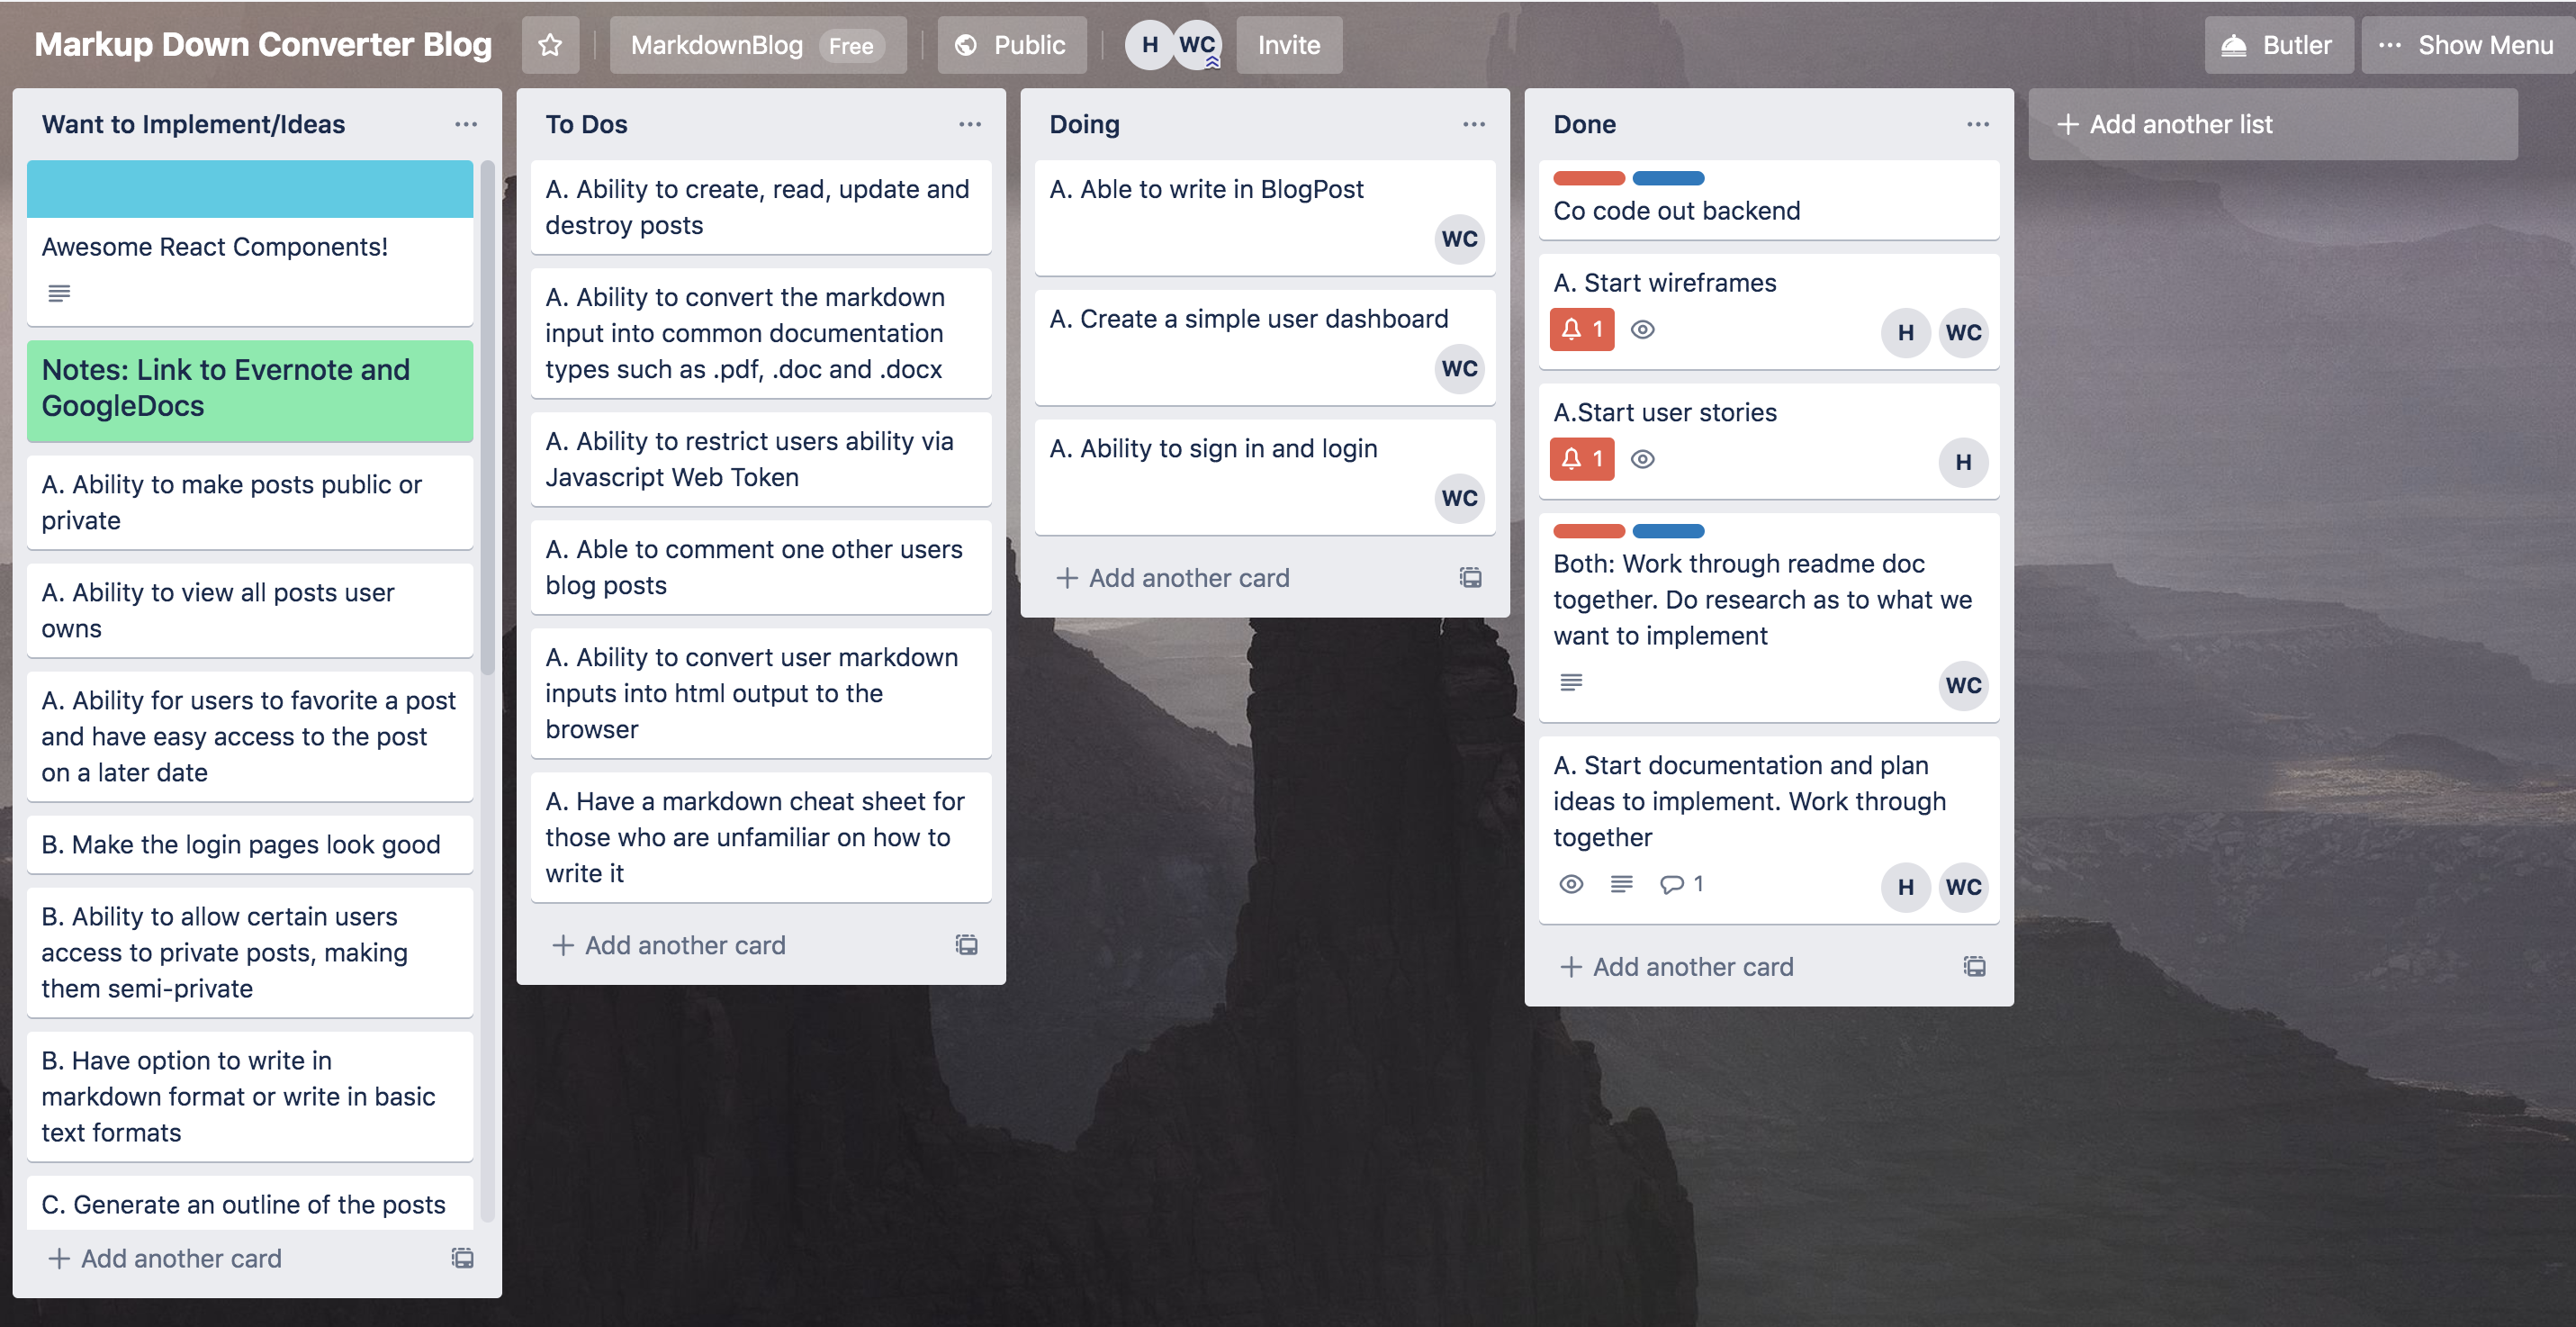 Markup Down Converter Blog
MarkdownBlog Free
Public
H
WC
Invite
Butler
Show Menu
Want to Implement/Ideas
Awesome React Components!
Notes: Link to Evernote and
GoogleDocs
A. Ability to make posts public or
private
A. Ability to view all posts user
owns
A. Ability for users to favorite a post
and have easy access to the post
on a later date
B. Make the login pages look good
B. Ability to allow certain users
access to private posts, making
them semi-private
B. Have option to write in
markdown format or write in basic
text formats
C. Generate an outline of the posts
+ Add another card
To Dos
A. Ability to create, read, update and
destroy posts
A. Ability to convert the markdown
input into common documentation
types such as .pdf, .doc and .docx
A. Ability to restrict users ability via
Javascript Web Token
A. Able to comment one other users
blog posts
A. Ability to convert user markdown
inputs into html output to the
browser
A. Have a markdown cheat sheet for
those who are unfamiliar on how to
write it
+ Add another card
Doing
A. Able to write in BlogPost
WC
A. Create a simple user dashboard
WC
A. Ability to sign in and login
WC
+ Add another card
Done
Co code out backend
A. Start wireframes
1
H
WC
A.Start user stories
1
H
Both: Work through readme doc
together. Do research as to what we
want to implement
WC
A. Start documentation and plan
ideas to implement. Work through
together
1
H
WC
+ Add another card
+ Add another list